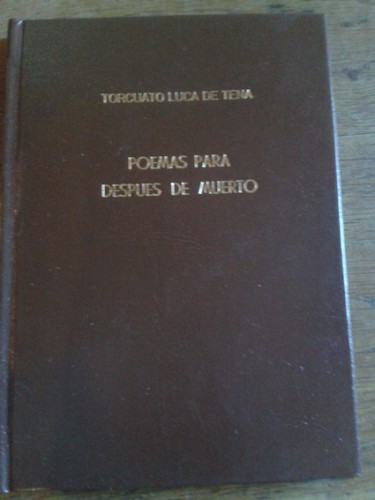 TORCUATO LUCA DE TENA
POEMAS PARA
DESPUES DE MUERTO